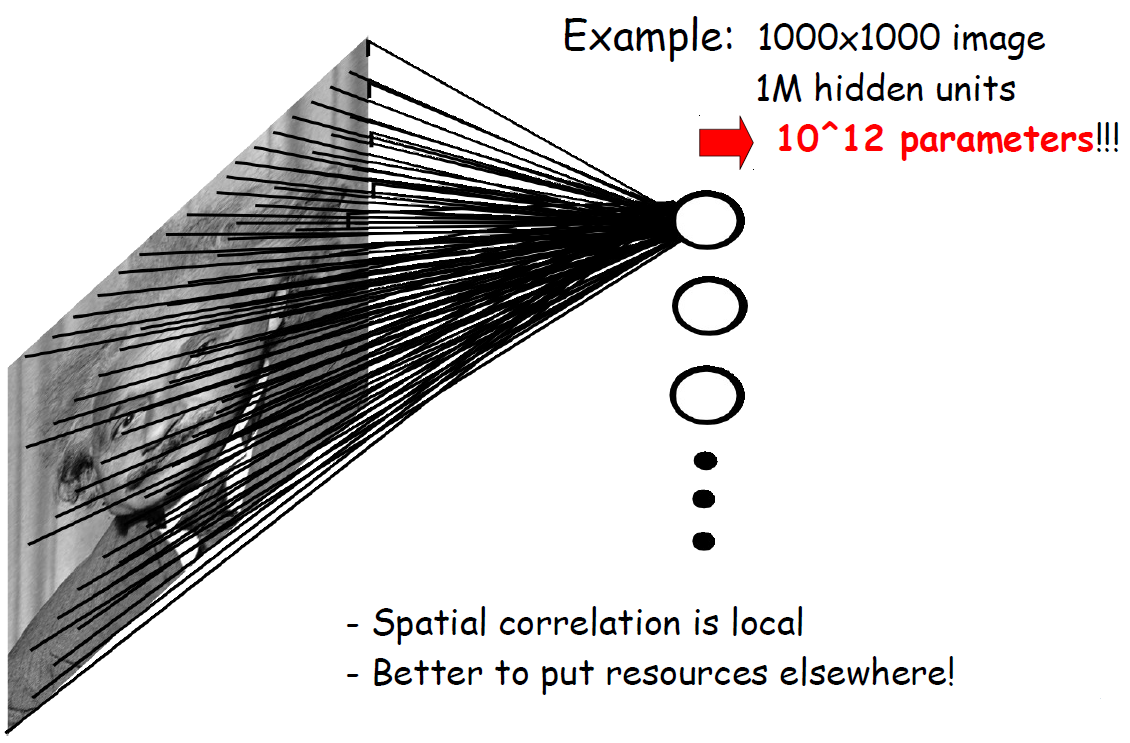 Example: 1000x1000 image
1M hidden units
10^12 parameters!!!
- Spatial correlation is local
- Better to put resources elsewhere!